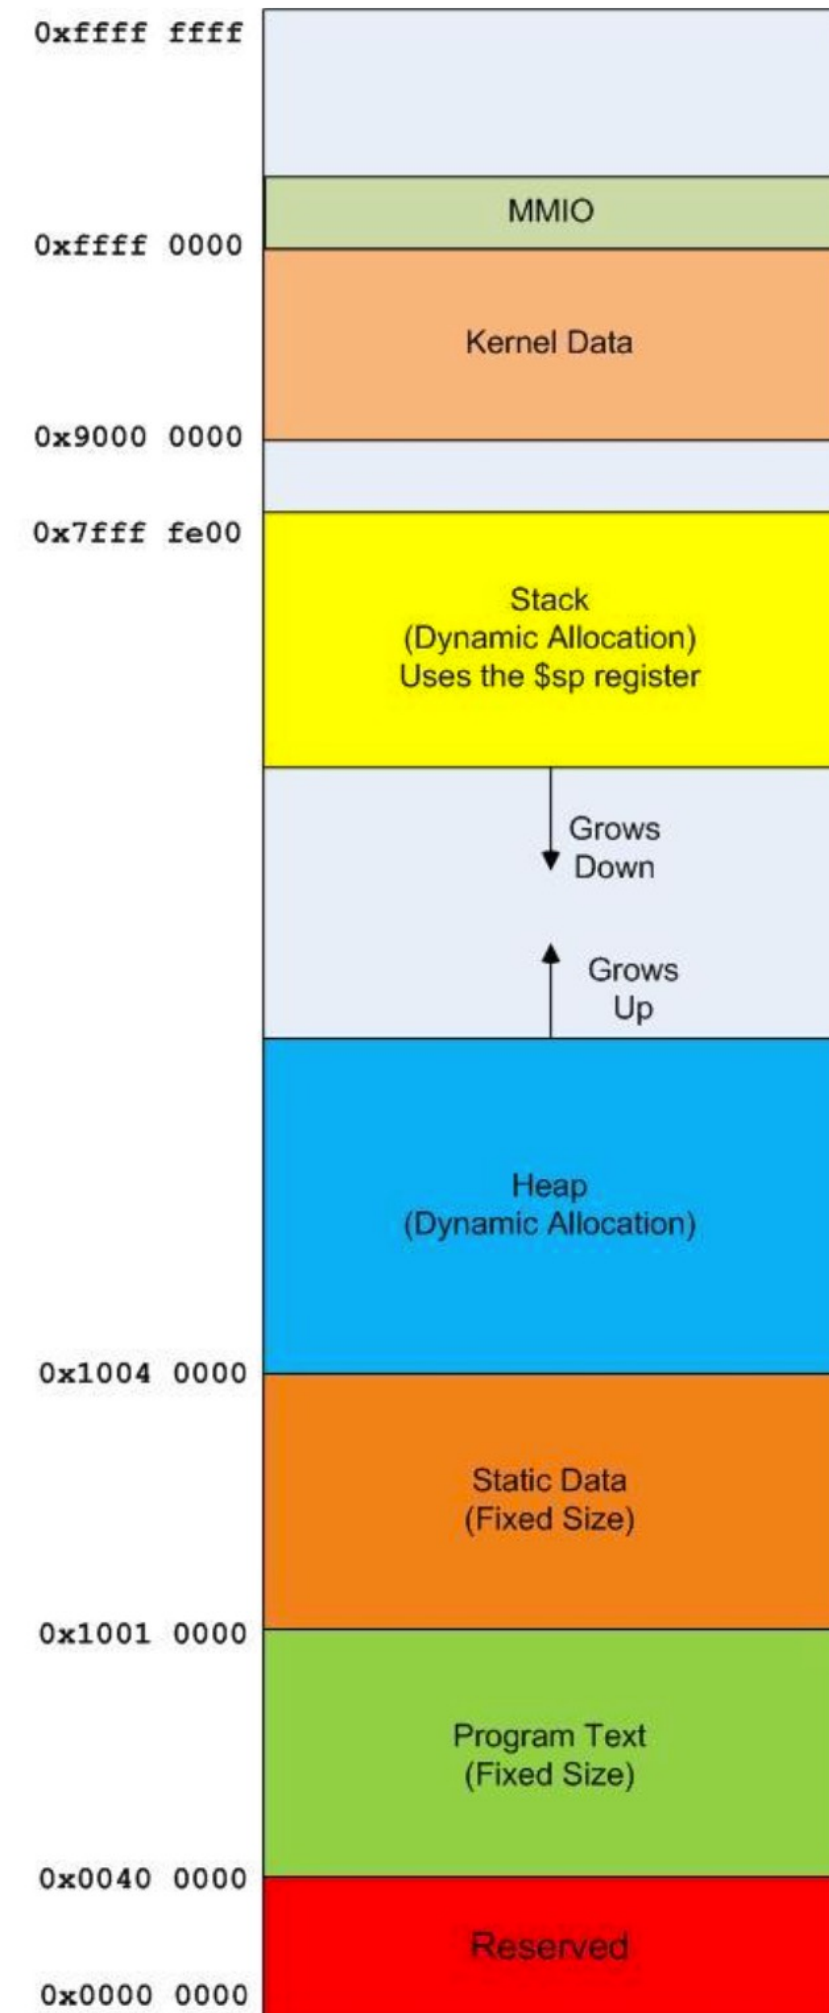 0xffff ffff
MMIO
0xffff 0000
Kernel Data
0x9000 0000
0x7fff fe00
Stack
(Dynamic Allocation)
Uses the $sp register
Grows
Down
Grows
Up
Heap
(Dynamic Allocation)
0x1004 0000
Static Data
(Fixed Size)
0x1001 0000
Program Text
(Fixed Size)
0x0040 0000
Reserved
0x0000 0000